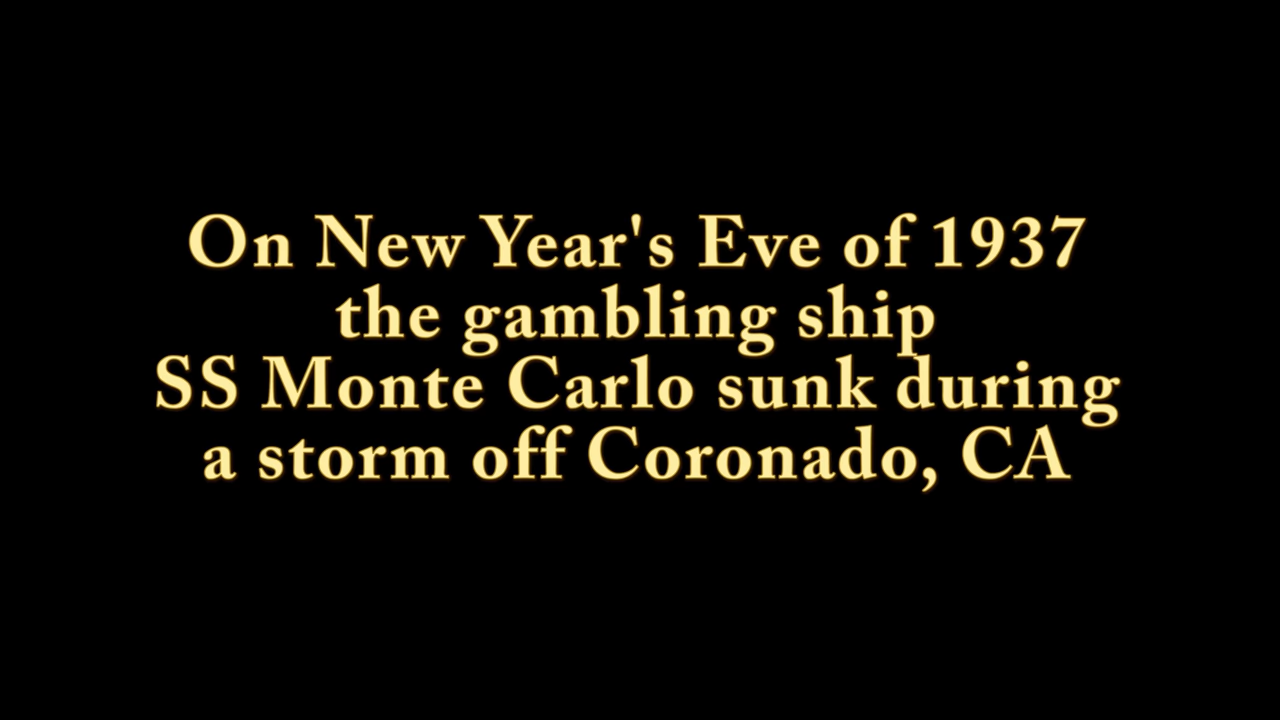 On New Year's Eve of 1937
the gambling ship
SS Monte Carlo sunk during
a storm off Coronado, CA